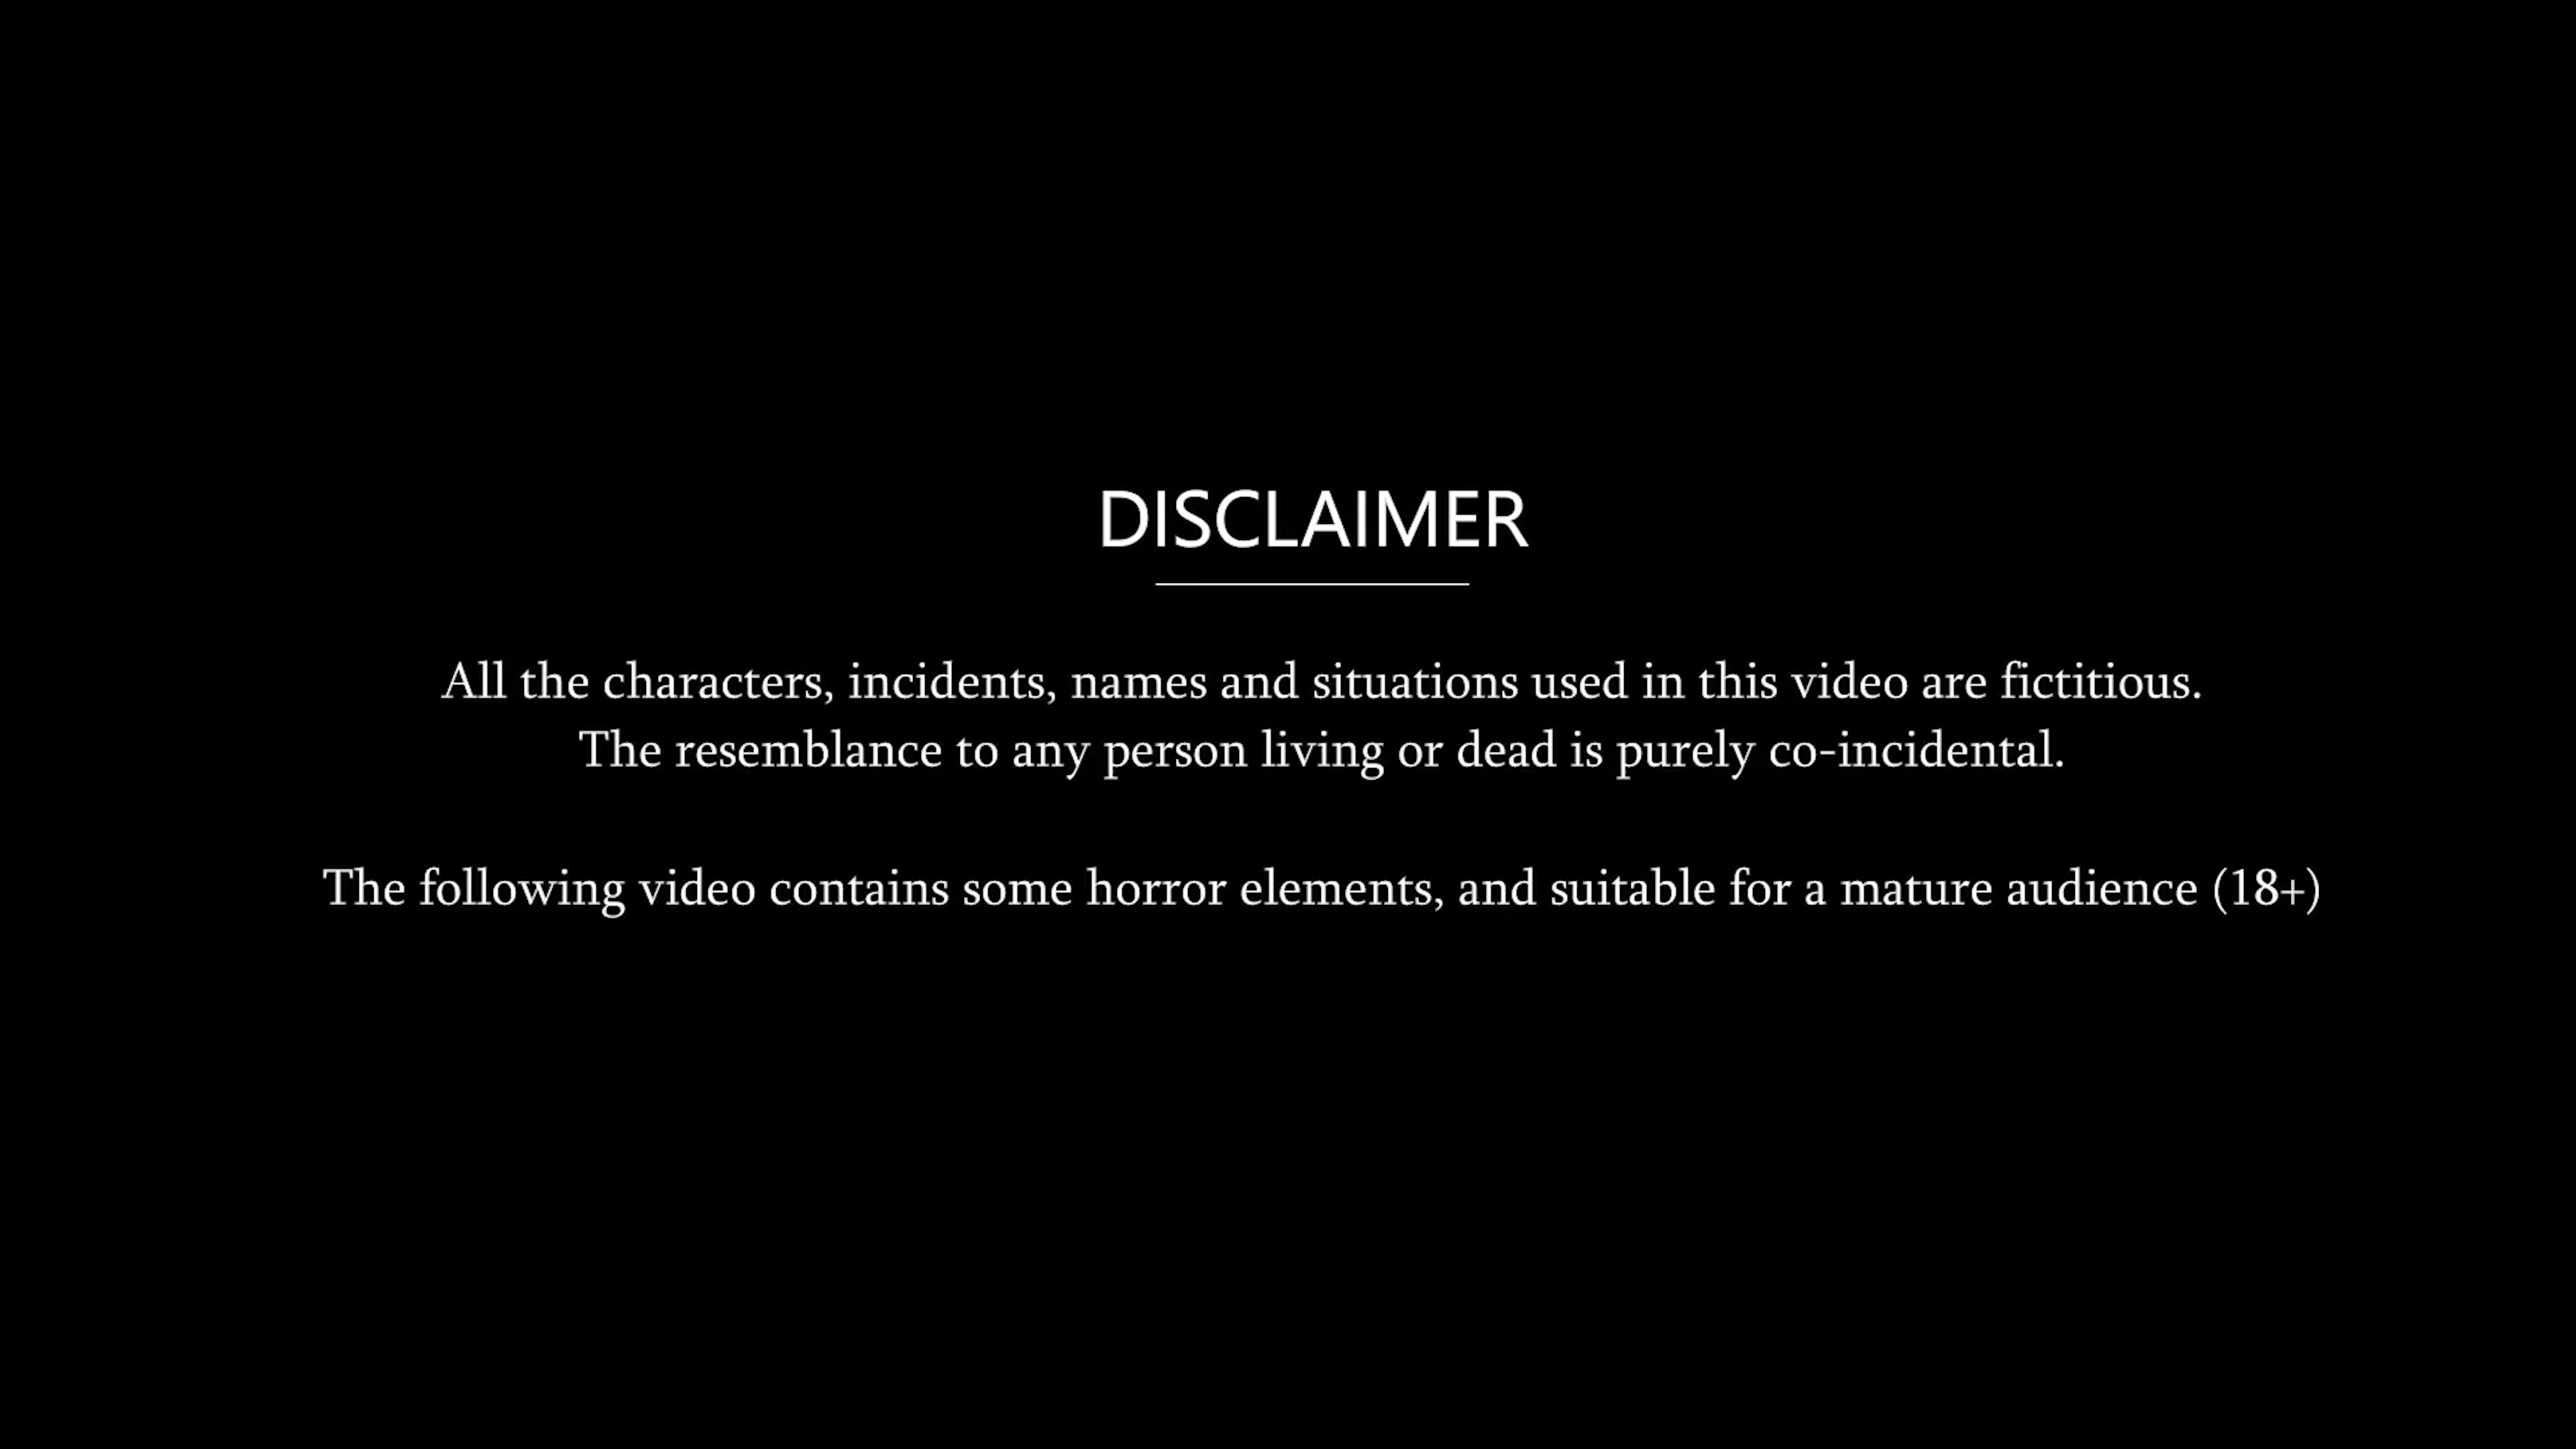 DISCLAIMER
All the characters, incidents, names and situations used in this video are fictitious.
The resemblance to any person living or dead is purely co-incidental.
The following video contains some horror elements, and suitable for a mature audience (18+)